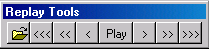 Replay Tools
<<< << < Play > >> >>>